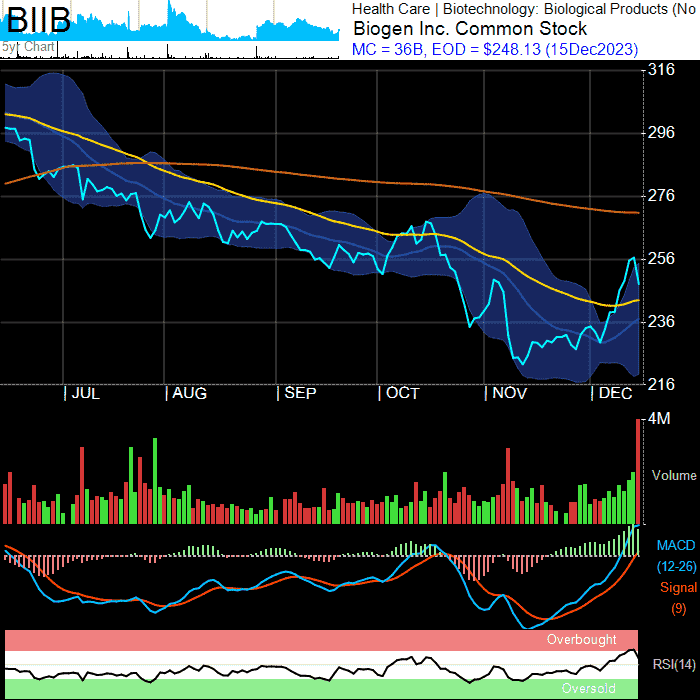 BIIB
5yr Chart
Health Care | Biotechnology: Biological Products (No
Biogen Inc. Common Stock
MC = 36B, EOD = $248.13 (15Dec2023)
316
296
276
256
236
216
| JUL
| AUG
| SEP
| OCT
| NOV
| DEC
4M
Volume
MACD
(12-26)
Signal
(9)
Overbought
RSI(14)
Oversold